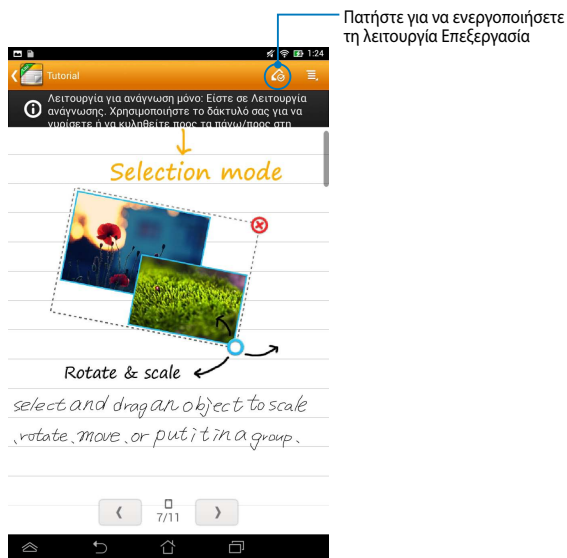 Πατήστε για να ενεργοποιήσετε
τη λειτουργία Επεξεργασία
1:24
Tutorial
Λειτουργία για ανάγνωση μόνο: Είστε σε Λειτουργία
ανάγνωσης. Χρησιμοποιήστε το δάκτυλό σας για να
γυρίσετε ή να κυληθείτε προς τα πάνω/προς στη
Selection mode
Rotate & scale
select and drag an object to scale
、rotate、move、or put it in a group、
7/11